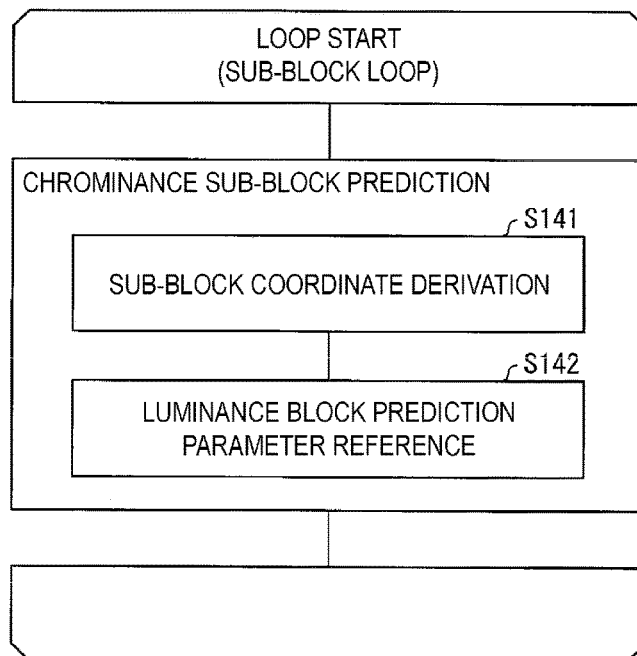 LOOP START
(SUB-BLOCK LOOP)
CHROMINANCE SUB-BLOCK PREDICTION
S141
SUB-BLOCK COORDINATE DERIVATION
S142
LUMINANCE BLOCK PREDICTION
PARAMETER REFERENCE